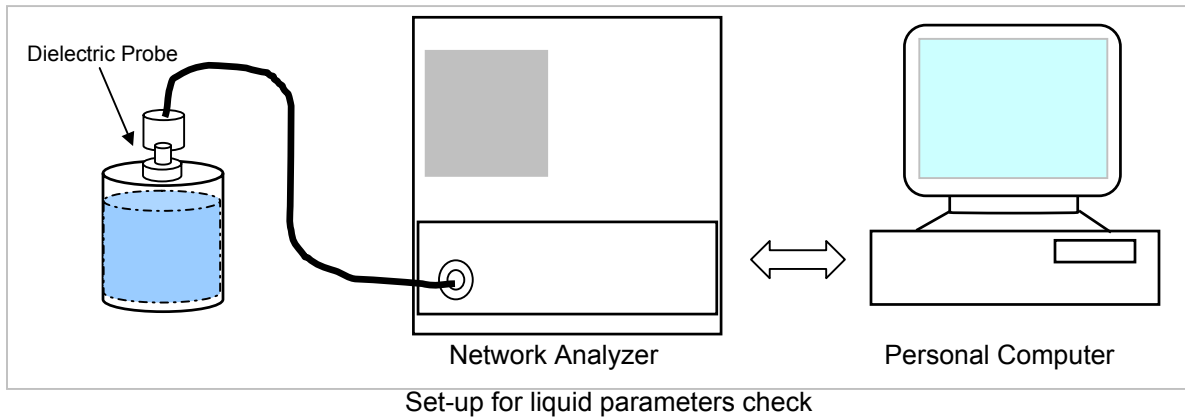 Dielectric Probe
Network Analyzer
Personal Computer
Set-up for liquid parameters check